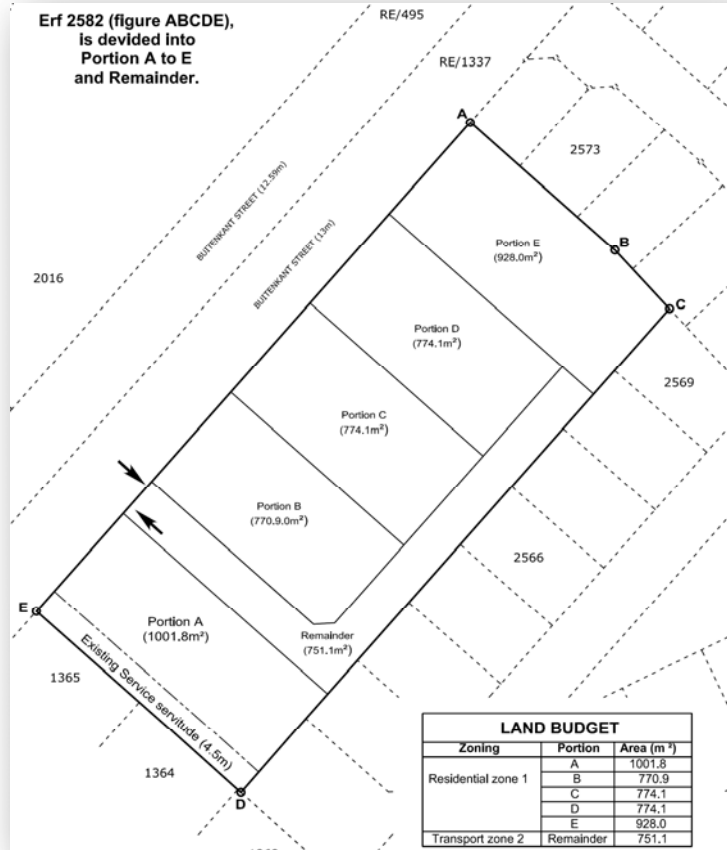 Erf 2582 (figure ABCDE),
is devided into
Portion A to E
and Remainder.
RE/495
RE/1337
A
2573
BUITENKANT STREET (12.59m)
BUITENKANT STREET (13m)
Portion E
(928.0m²)
B
2016
C
Portion D
(774.1m²)
2569
Portion C
(774.1m²)
Portion B
(770.9.0m²)
2566
E
Portion A
(1001.8m²)
Remainder
(751.1m²)
Existing Service servitude (4.5m)
1365
1364
D
LAND BUDGET
Zoning Portion Area (m²)
Residential zone 1
A 1001.8
B 770.9
C 774.1
D 774.1
E 928.0
Transport zone 2 Remainder 751.1